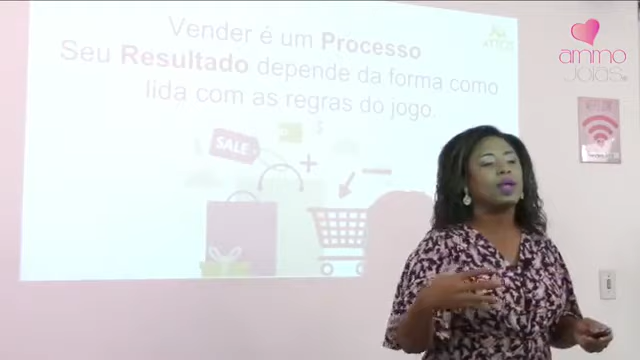 Vender é um Processo
Seu Resultado depende da forma como
lida com as regras do jogo.
SALE
ammo
Joias